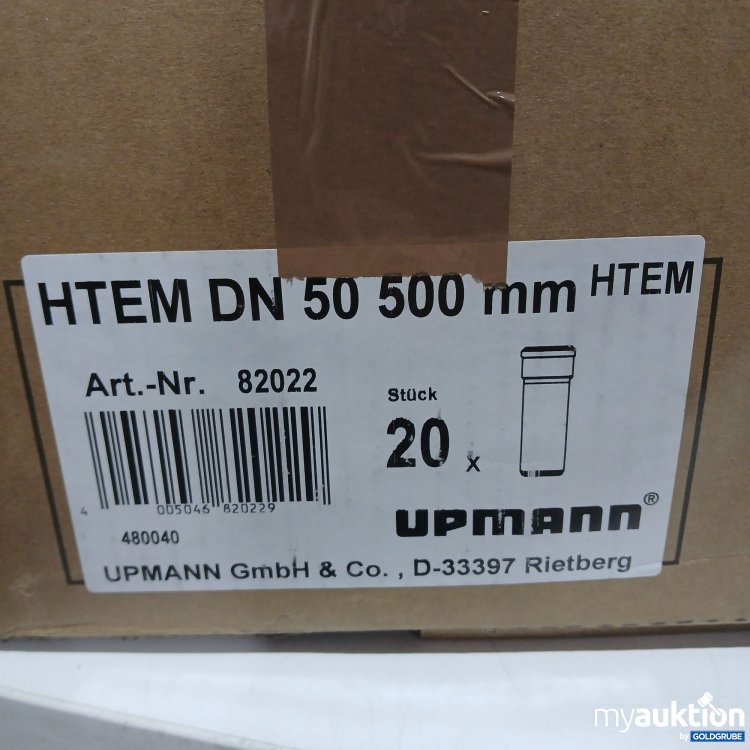 HTEM DN 50 500 mm HTEM
Art.-Nr. 82022
Stück
20 x
4 005046 820229
480040
UPMANN®
UPMANN GmbH & Co. , D-33397 Rietberg
myauktion
by GOLDGRUBE